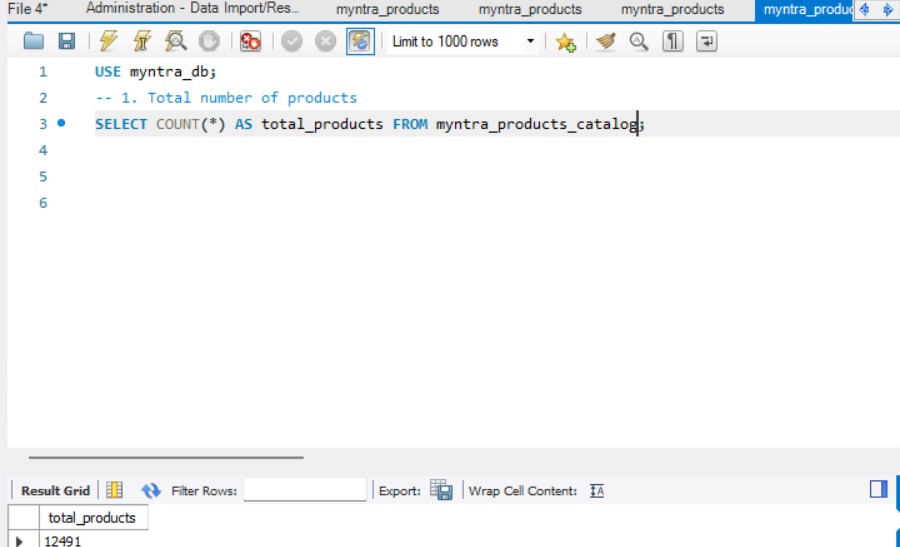 File 4* Administration - Data Import/Res... myntra_products myntra_products myntra_products myntra_produc
Limit to 1000 rows
1 USE myntra_db;
2 -- 1. Total number of products
3 SELECT COUNT(*) AS total_products FROM myntra_products_catalog;
4
5
6
Result Grid Filter Rows: Export: Wrap Cell Content: IA
total_products
12491